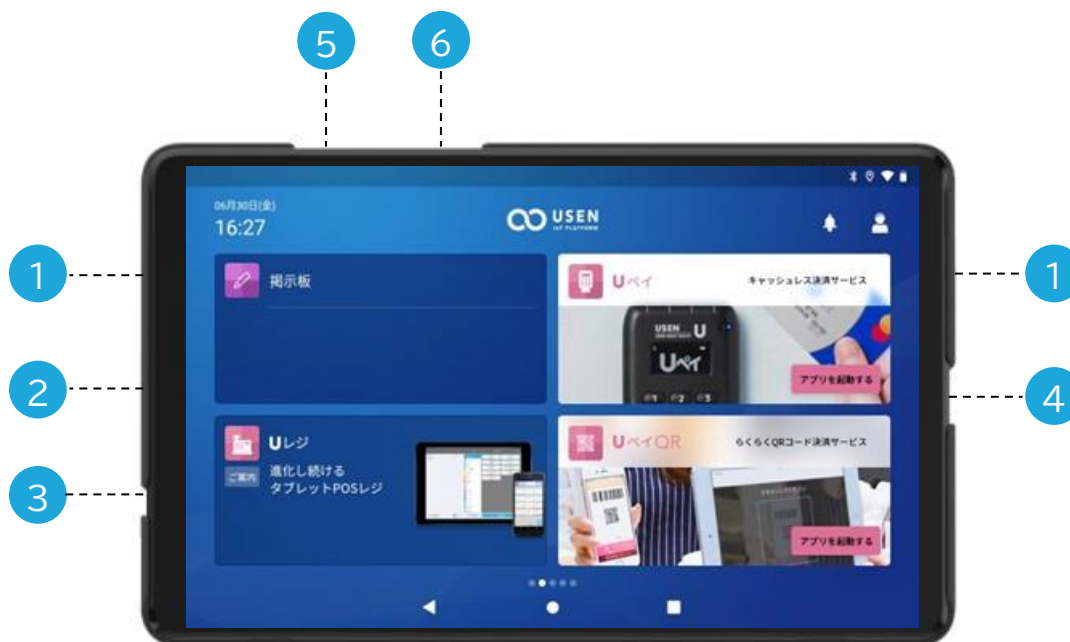 5
6
06月30日(金)
16:27
USEN
IoT PLATFORM
1
1
掲示板
Uペイ
キャッシュレス決済サービス
USEN
U
Uペイ
1 2 3
アプリを起動する
2
4
Uレジ
ご案内
進化し続ける
タブレットPOSレジ
UペイQR
らくらくQRコード決済サービス
アプリを起動する
3